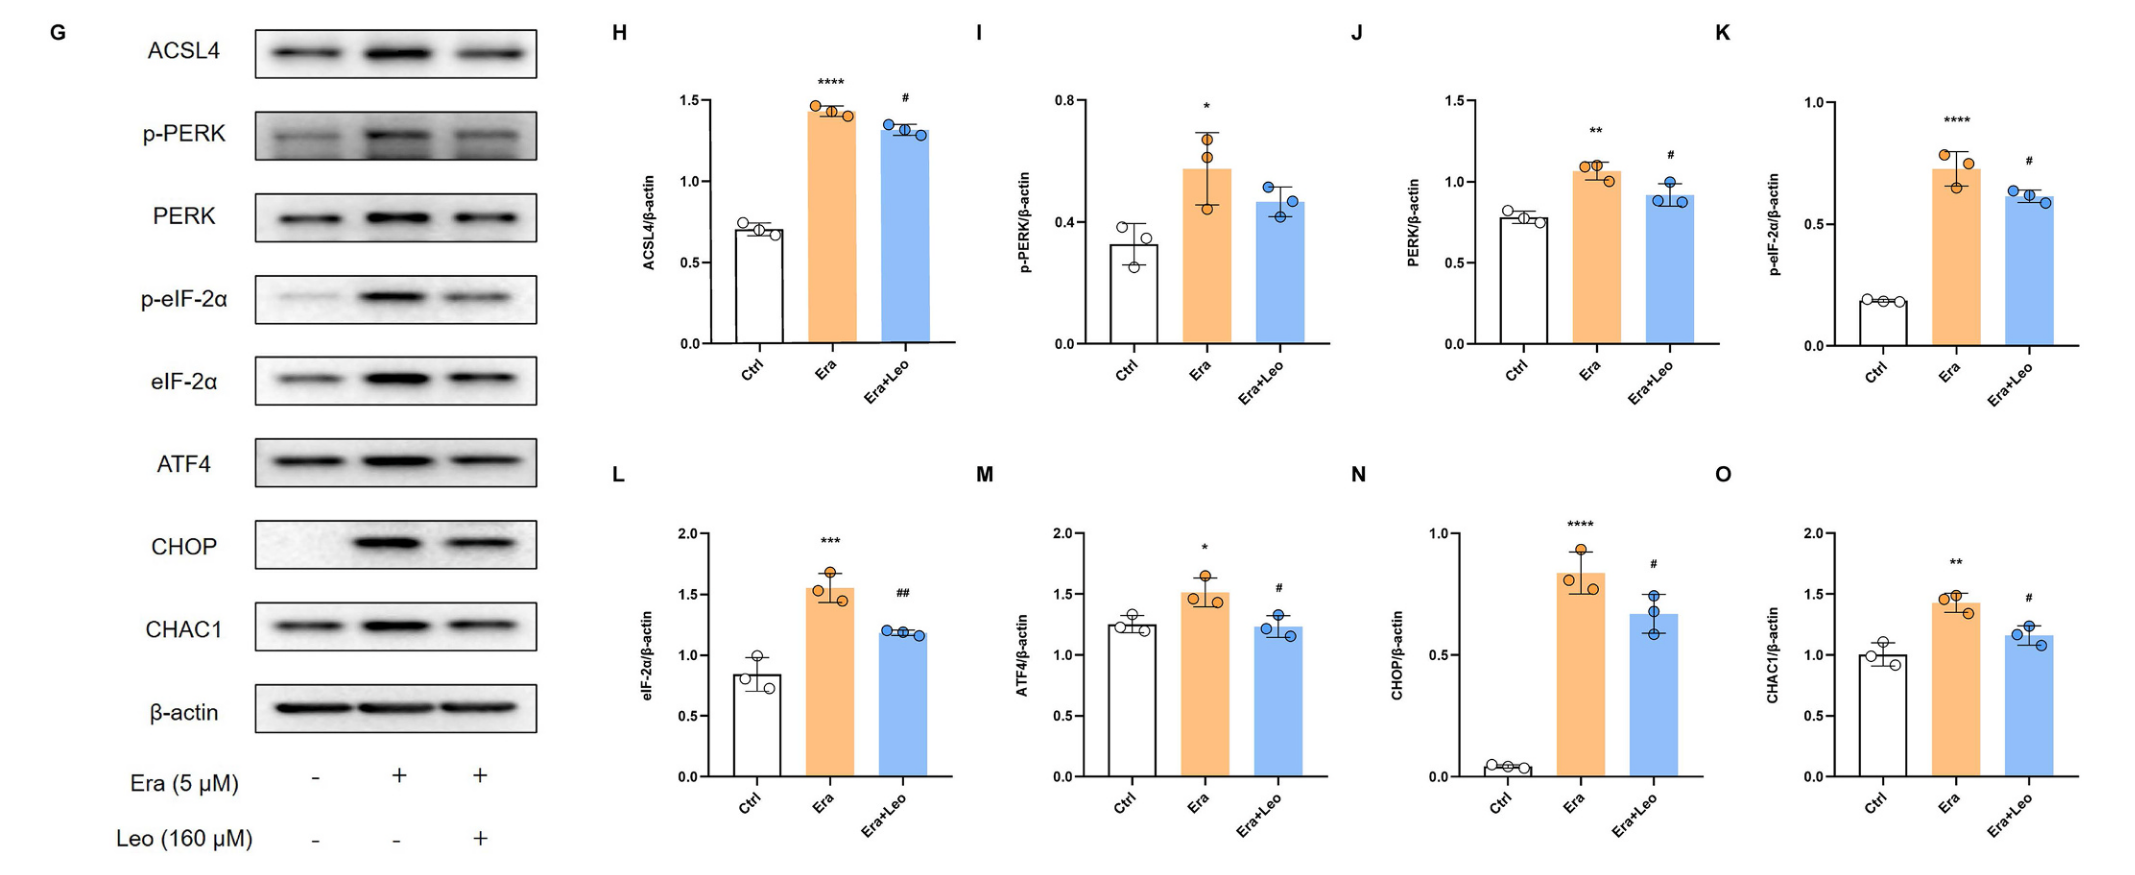 G
ACSL4
p-PERK
PERK
p-eIF-2α
eIF-2α
ATF4
CHOP
CHAC1
β-actin
Era (5 μM) - + +
Leo (160 μM) - - +
H
ACSL4/β-actin
1.5
1.0
0.5
0.0
****
#
Ctrl
Era
Era+Leo
I
p-PERK/β-actin
0.8
0.4
0.0
*
Ctrl
Era
Era+Leo
J
PERK/β-actin
1.5
1.0
0.5
0.0
**
#
Ctrl
Era
Era+Leo
K
p-eIF-2α/β-actin
1.0
0.5
0.0
****
#
Ctrl
Era
Era+Leo
L
eIF-2α/β-actin
2.0
1.5
1.0
0.5
0.0
***
##
Ctrl
Era
Era+Leo
M
ATF4/β-actin
2.0
1.5
1.0
0.5
0.0
*
#
Ctrl
Era
Era+Leo
N
CHOP/β-actin
1.0
0.5
0.0
****
#
Ctrl
Era
Era+Leo
O
CHAC1/β-actin
2.0
1.5
1.0
0.5
0.0
**
#
Ctrl
Era
Era+Leo